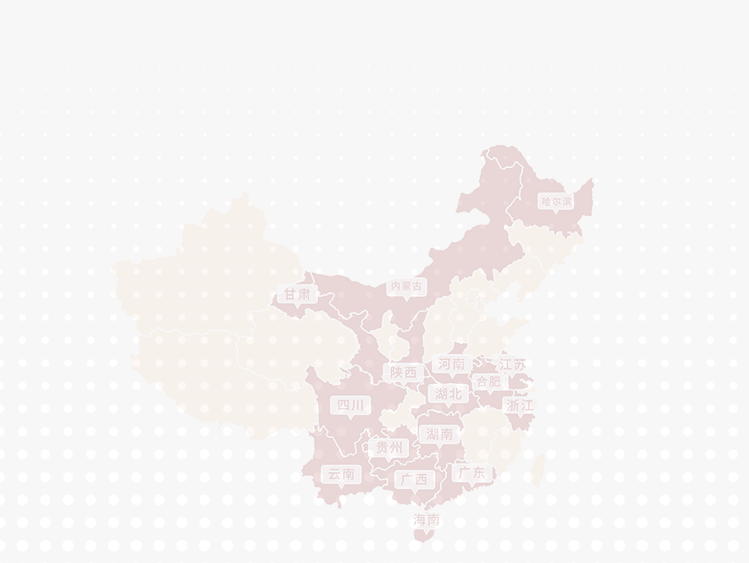 哈尔滨
内蒙古
甘肃
河南
江苏
陕西
合肥
湖北
四川
浙江
湖南
贵州
云南
广西
广东
海南